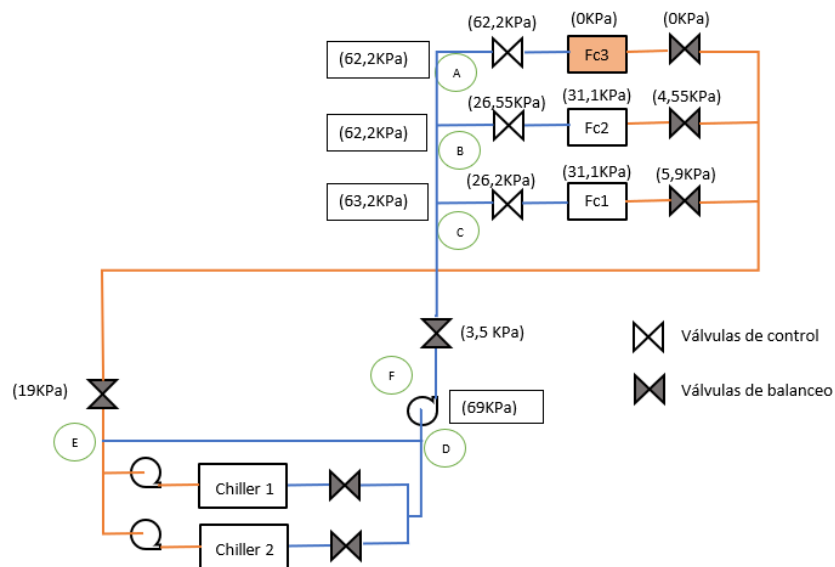 (62,2KPa) (0KPa) (0KPa)
(62,2KPa) A Fc3
(26,55KPa) (31,1KPa) (4,55KPa)
(62,2KPa) B Fc2
(26,2KPa) (31,1KPa) (5,9KPa)
(63,2KPa) C Fc1
(3,5 KPa) Válvulas de control
F
(19KPa) (69KPa) Válvulas de balanceo
E D
Chiller 1
Chiller 2